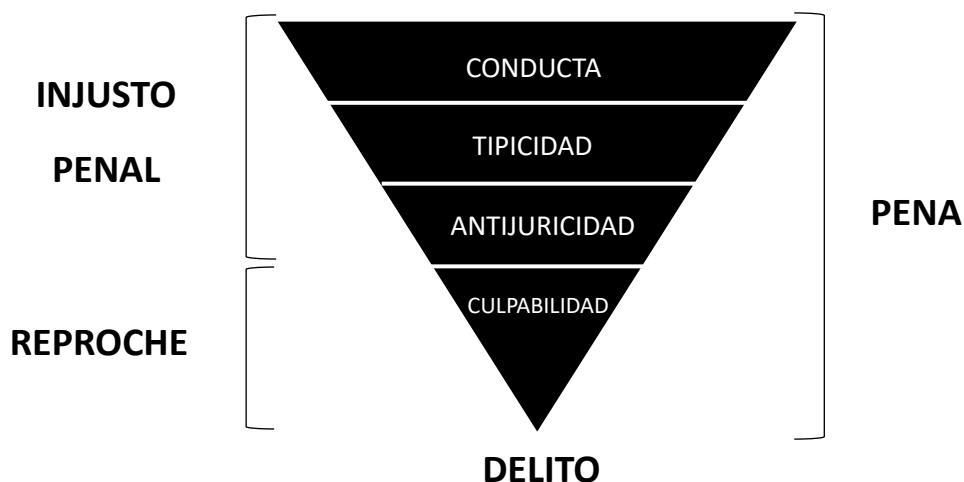 INJUSTO
PENAL
REPROCHE
CONDUCTA
TIPICIDAD
ANTIJURICIDAD
CULPABILIDAD
PENA
DELITO